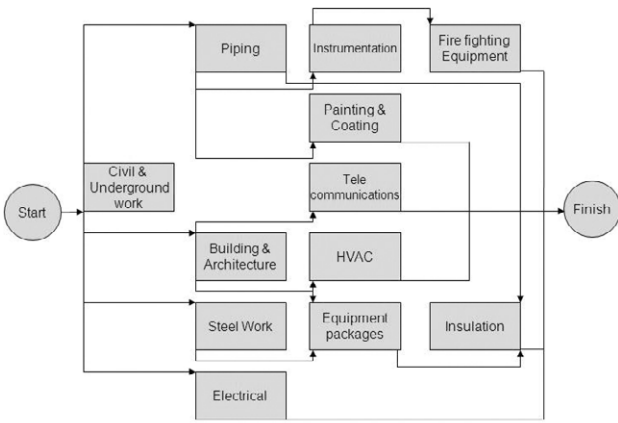 Piping
Instrumentation
Fire fighting
Equipment
Painting &
Coating
Civil &
Underground
work
Tele
communications
Start
Finish
Building &
Architecture
HVAC
Steel Work
Equipment
packages
Insulation
Electrical